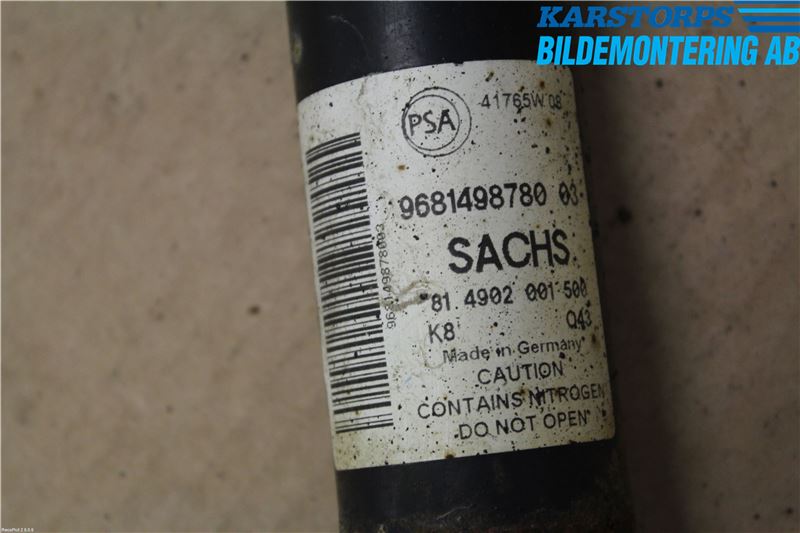 KARSTORPS
BILDEMONTERING AB
PSA
41765W 08
9681498780 03
SACHS
81 4902 001 500
K8 Q43
Made in Germany
CAUTION
CONTAINS NITROGEN
DO NOT OPEN
968149878003